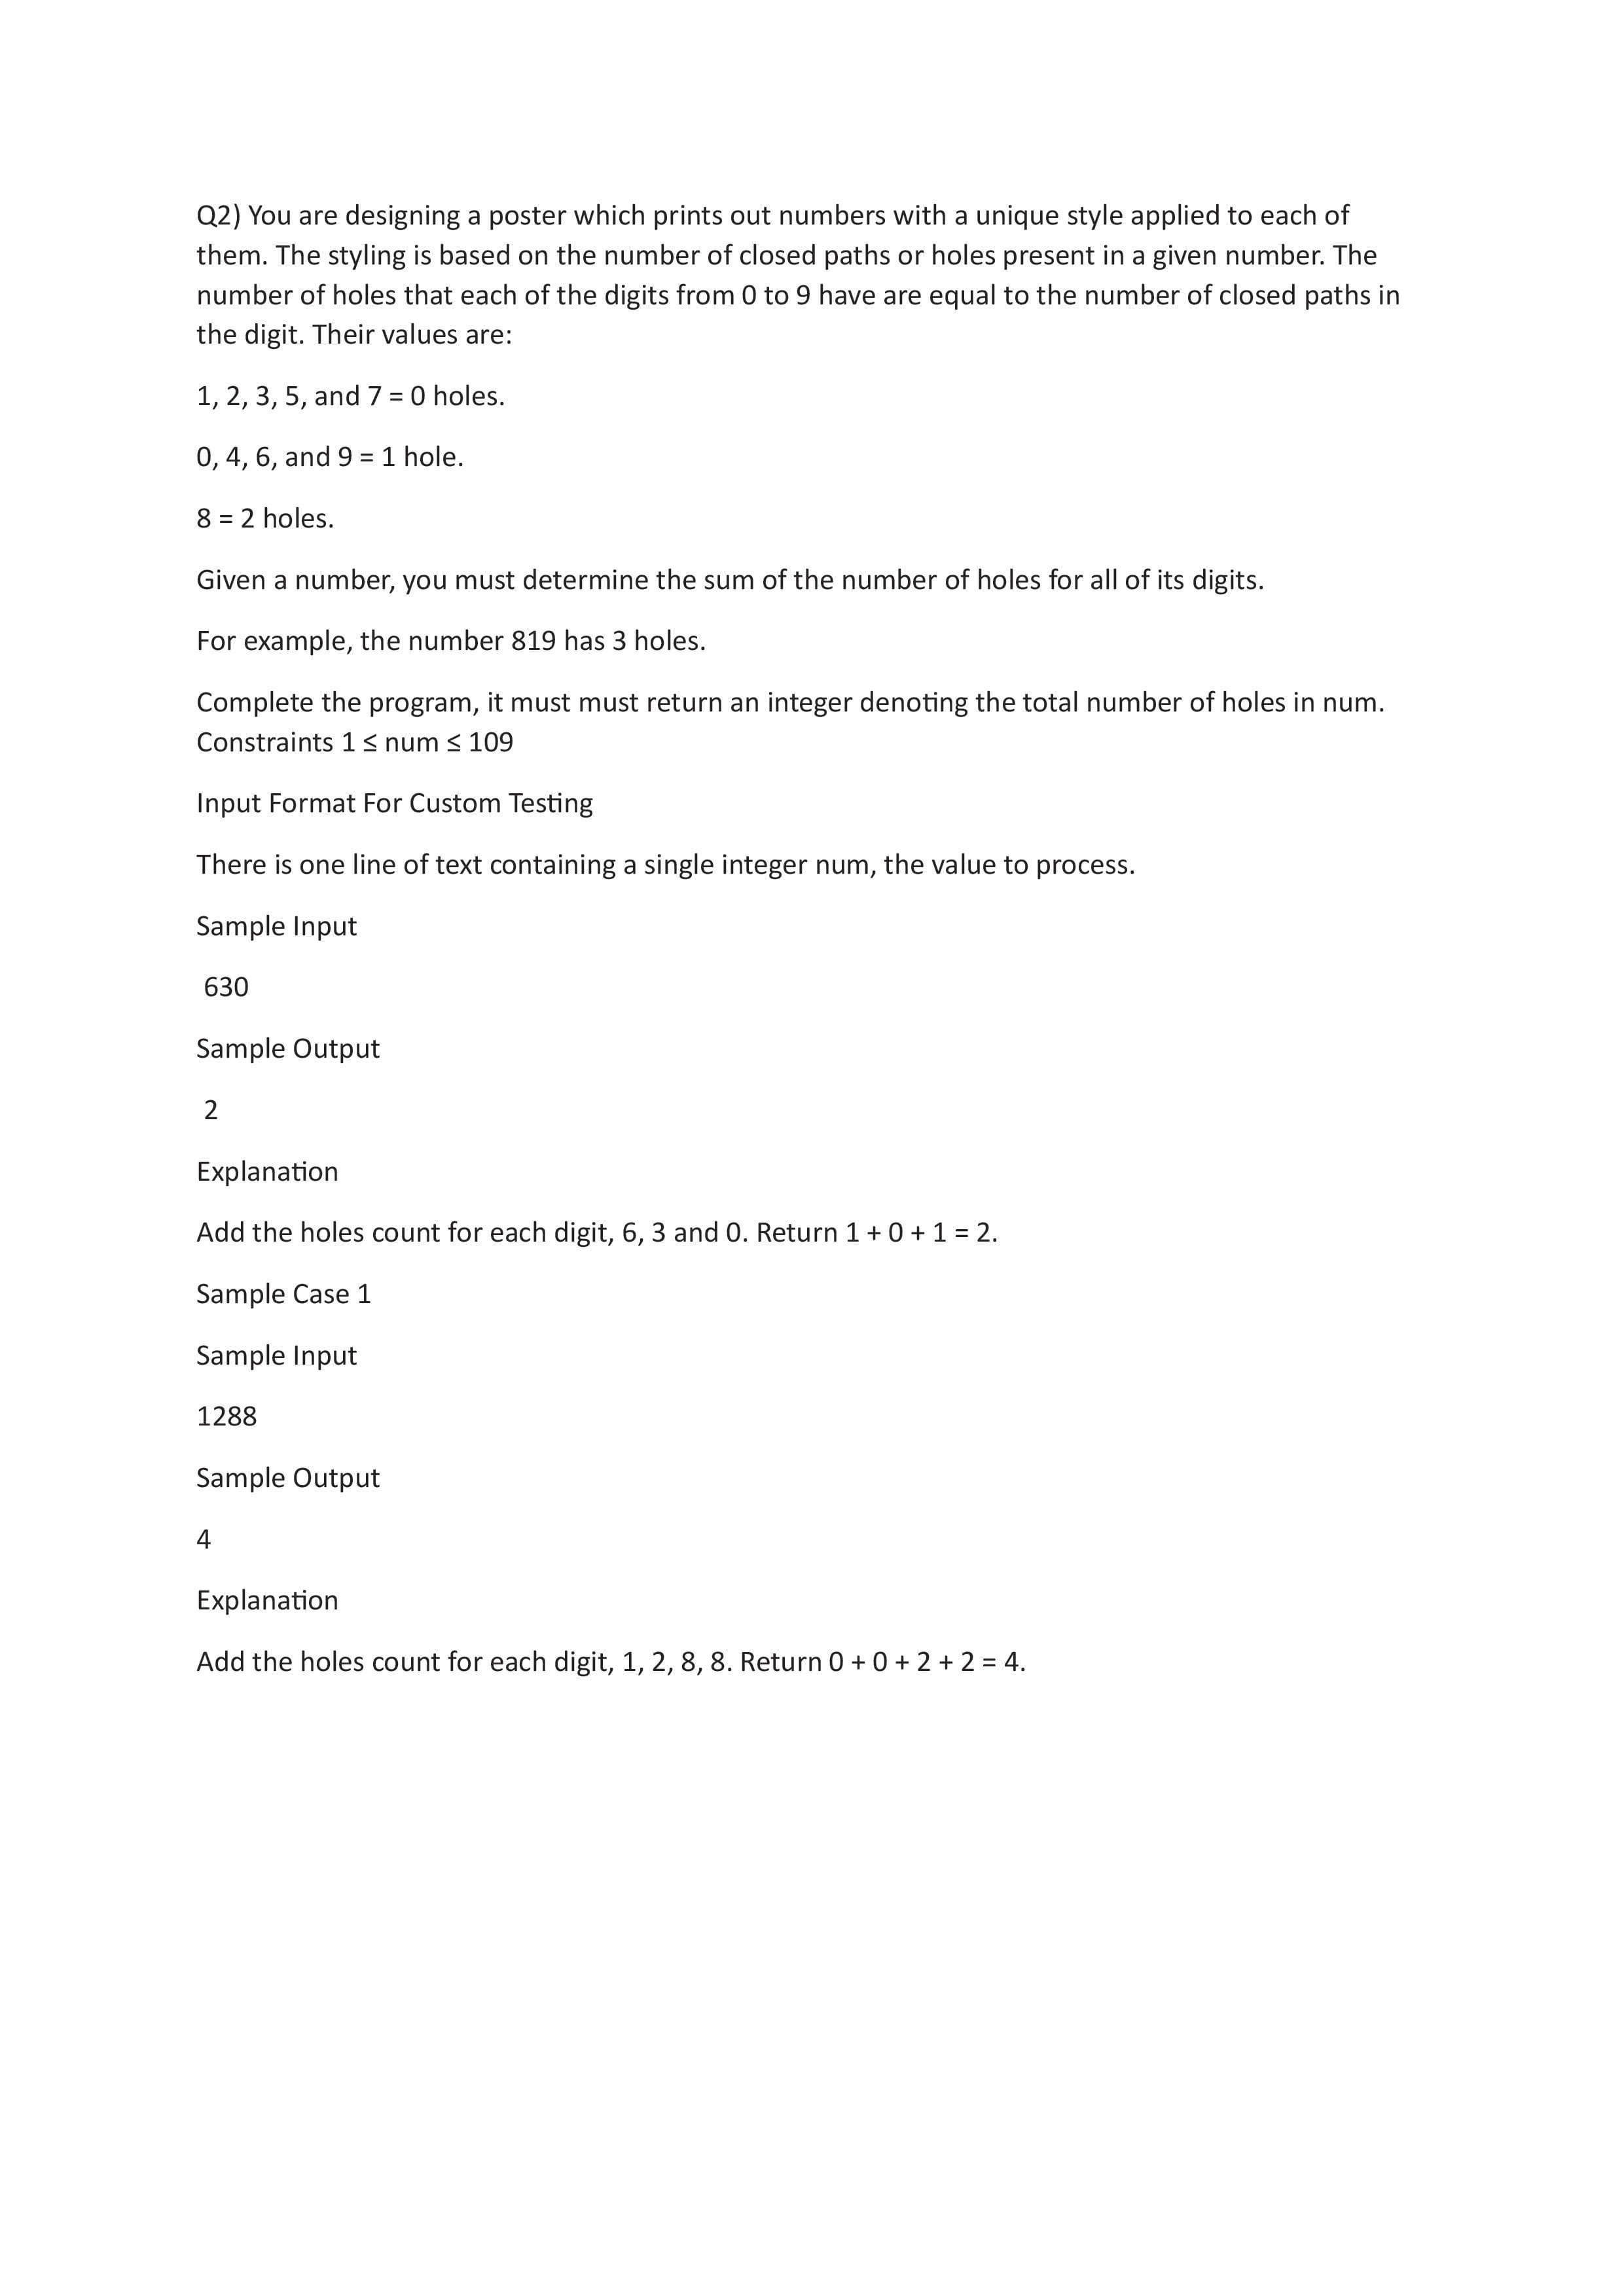 Q2) You are designing a poster which prints out numbers with a unique style applied to each of
them. The styling is based on the number of closed paths or holes present in a given number. The
number of holes that each of the digits from 0 to 9 have are equal to the number of closed paths in
the digit. Their values are:
1, 2, 3, 5, and 7 = 0 holes.
0, 4, 6, and 9 = 1 hole.
8 = 2 holes.
Given a number, you must determine the sum of the number of holes for all of its digits.
For example, the number 819 has 3 holes.
Complete the program, it must must return an integer denoting the total number of holes in num.
Constraints 1 ≤ num ≤ 109
Input Format For Custom Testing
There is one line of text containing a single integer num, the value to process.
Sample Input
630
Sample Output
2
Explanation
Add the holes count for each digit, 6, 3 and 0. Return 1 + 0 + 1 = 2.
Sample Case 1
Sample Input
1288
Sample Output
4
Explanation
Add the holes count for each digit, 1, 2, 8, 8. Return 0 + 0 + 2 + 2 = 4.